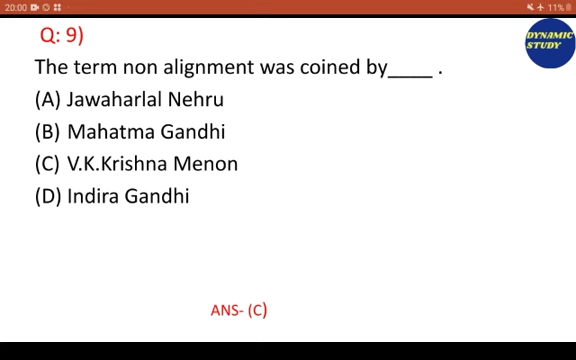 20:00
11%
Q: 9)
DYNAMIC
STUDY
The term non alignment was coined by____ .
(A) Jawaharlal Nehru
(B) Mahatma Gandhi
(C) V.K.Krishna Menon
(D) Indira Gandhi
ANS- (C)